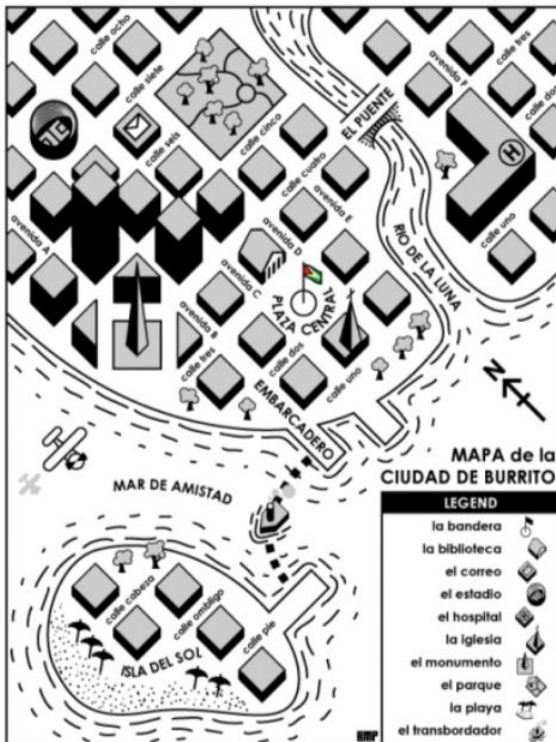 calle ocho
calle siete
calle seis
calle cinco
calle cuatro
avenida E
avenida D
avenida C
avenida B
avenida A
calle tres
calle dos
calle uno
EL PUENTE
avenida F
calle tres
calle dos
calle uno
H
RÍO DE LA LUNA
PLAZA CENTRAL
EMBARCADERO
N
MAR DE AMISTAD
calle cabeza
calle ombligo
calle pie
ISLA DEL SOL
MAPA de la
CIUDAD DE BURRITO
LEGEND
la bandera
la biblioteca
el correo
el estadio
el hospital
la iglesia
el monumento
el parque
la playa
el transbordador